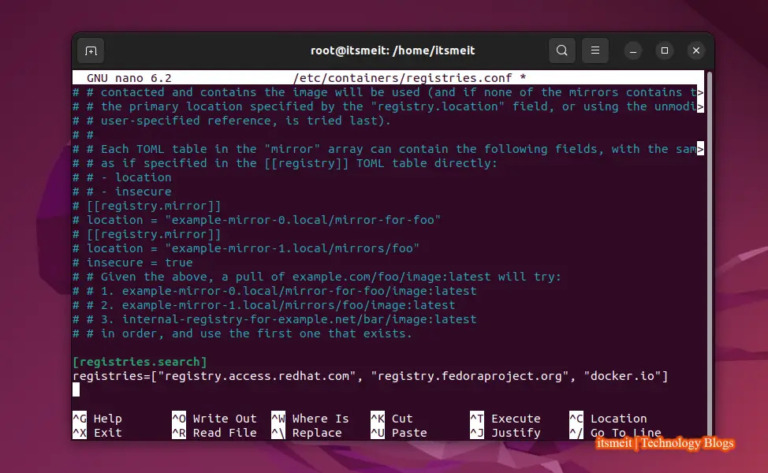 root@itsmeit: /home/itsmeit
GNU nano 6.2 /etc/containers/registries.conf *
# # contacted and contains the image will be used (and if none of the mirrors contains t>
# # the primary location specified by the "registry.location" field, or using the unmodi>
# # user-specified reference, is tried last).
# #
# # Each TOML table in the "mirror" array can contain the following fields, with the sam>
# # as if specified in the [[registry]] TOML table directly:
# # - location
# # - insecure
# [[registry.mirror]]
# location = "example-mirror-0.local/mirror-for-foo"
# [[registry.mirror]]
# location = "example-mirror-1.local/mirrors/foo"
# insecure = true
# # Given the above, a pull of example.com/foo/image:latest will try:
# # 1. example-mirror-0.local/mirror-for-foo/image:latest
# # 2. example-mirror-1.local/mirrors/foo/image:latest
# # 3. internal-registry-for-example.net/bar/image:latest
# # in order, and use the first one that exists.
[registries.search]
registries=["registry.access.redhat.com", "registry.fedoraproject.org", "docker.io"]
^G Help ^O Write Out ^W Where Is ^K Cut ^T Execute ^C Location
^X Exit ^R Read File ^\ Replace ^U Paste ^J Justify ^/ Go To Line
itsmeit | Technology Blogs